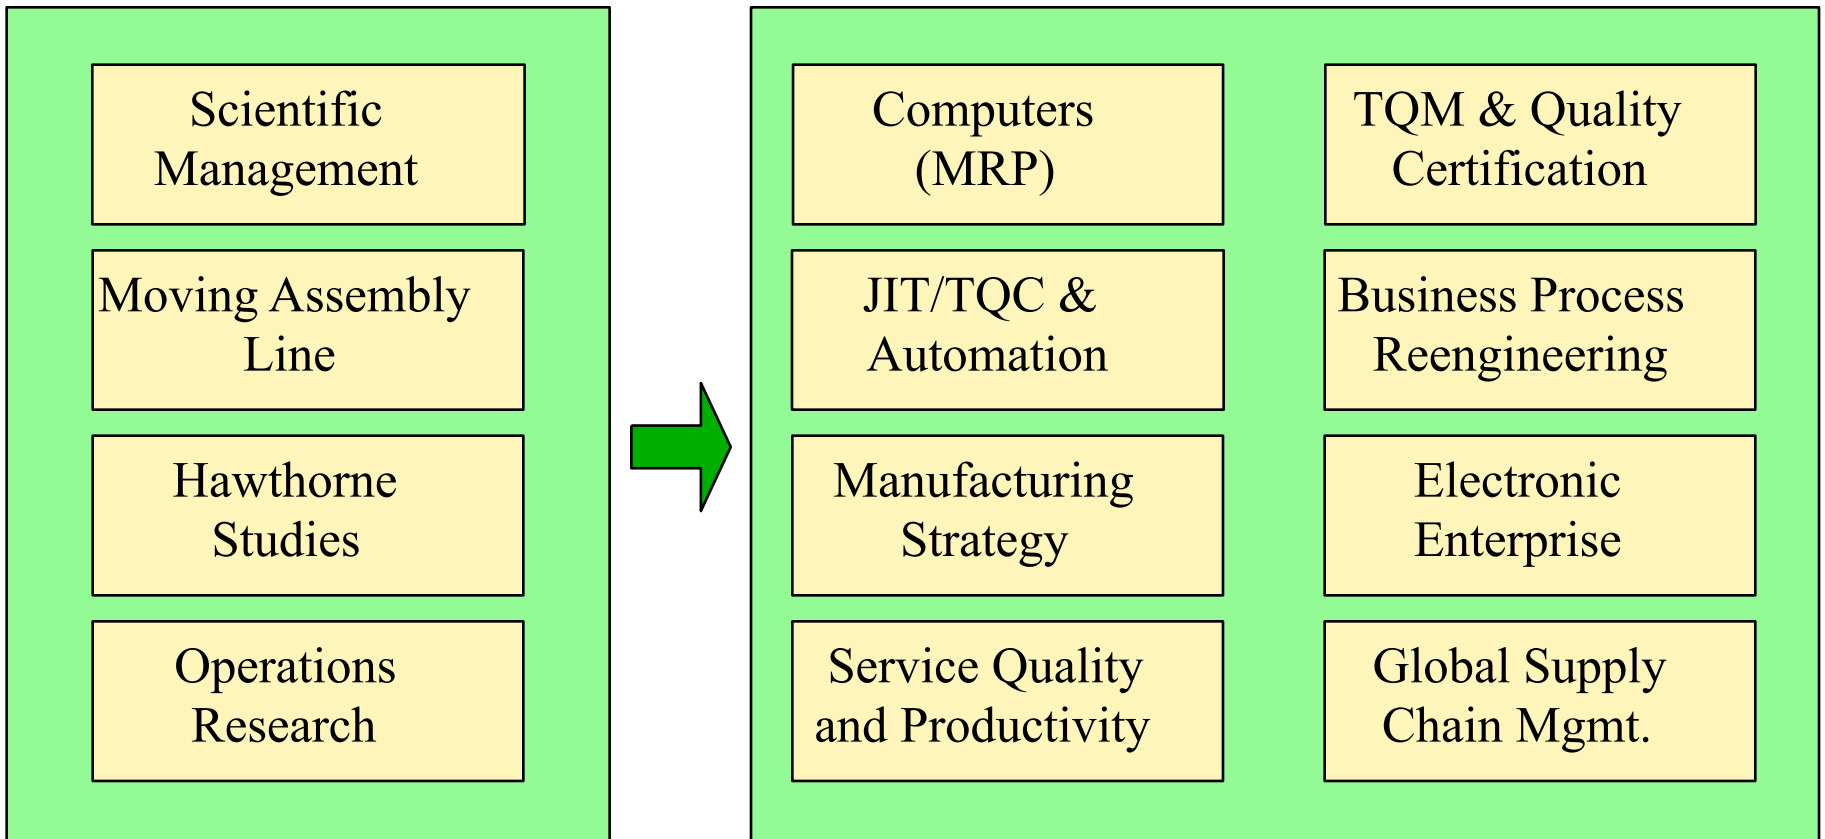 Scientific
Management
Moving Assembly
Line
Hawthorne
Studies
Operations
Research
Computers
(MRP)
JIT/TQC &
Automation
Manufacturing
Strategy
Service Quality
and Productivity
TQM & Quality
Certification
Business Process
Reengineering
Electronic
Enterprise
Global Supply
Chain Mgmt.